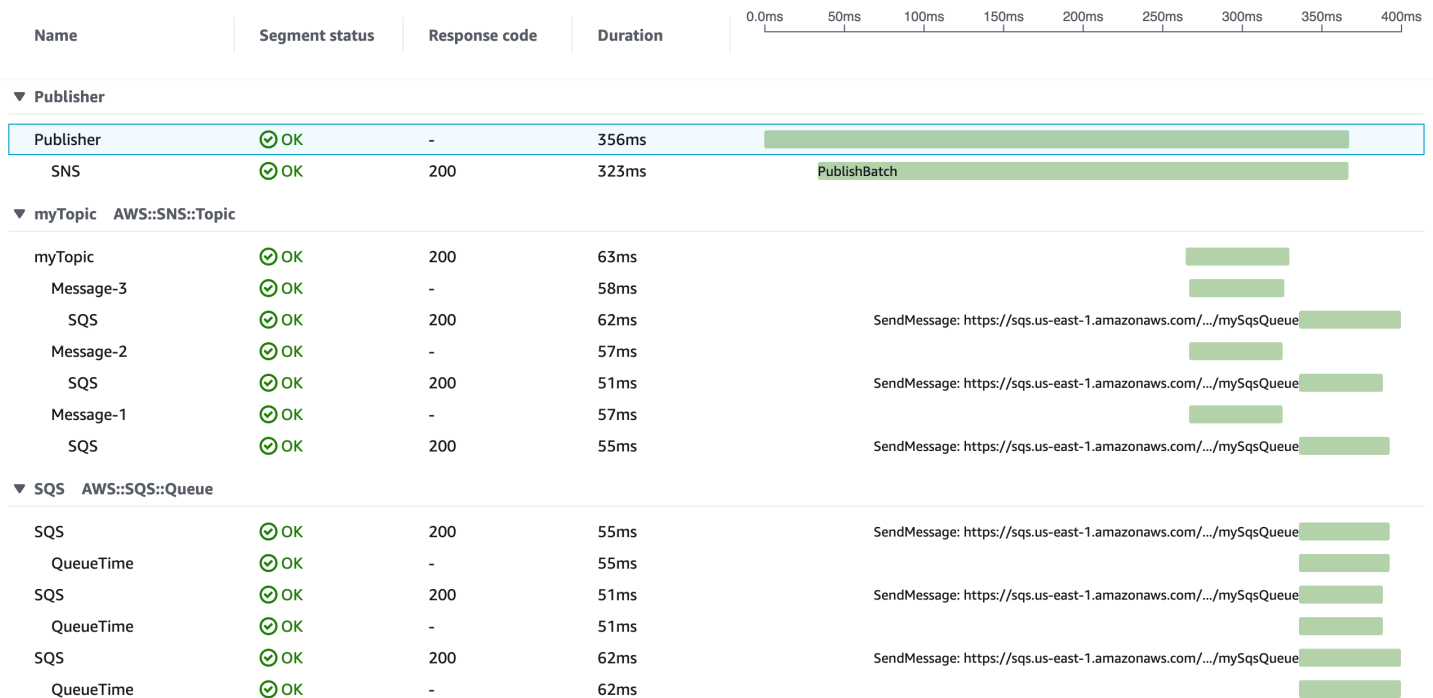 0.0ms 50ms 100ms 150ms 200ms 250ms 300ms 350ms 400ms
Name Segment status Response code Duration
Publisher
Publisher OK - 356ms
SNS OK 200 323ms PublishBatch
myTopic AWS::SNS::Topic
myTopic OK 200 63ms
Message-3 OK - 58ms
SQS OK 200 62ms SendMessage: https://sqs.us-east-1.amazonaws.com/.../mySqsQueue
Message-2 OK - 57ms
SQS OK 200 51ms SendMessage: https://sqs.us-east-1.amazonaws.com/.../mySqsQueue
Message-1 OK - 57ms
SQS OK 200 55ms SendMessage: https://sqs.us-east-1.amazonaws.com/.../mySqsQueue
SQS AWS::SQS::Queue
SQS OK 200 55ms SendMessage: https://sqs.us-east-1.amazonaws.com/.../mySqsQueue
QueueTime OK - 55ms
SQS OK 200 51ms SendMessage: https://sqs.us-east-1.amazonaws.com/.../mySqsQueue
QueueTime OK - 51ms
SQS OK 200 62ms SendMessage: https://sqs.us-east-1.amazonaws.com/.../mySqsQueue
QueueTime OK - 62ms